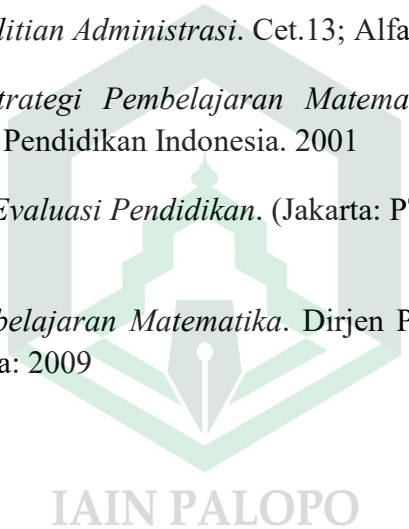 litian Administrasi. Cet.13; Alfa
trategi Pembelajaran Matema
Pendidikan Indonesia. 2001
Evaluasi Pendidikan. (Jakarta: P
belajaran Matematika. Dirjen P
a: 2009
IAIN PALOPO